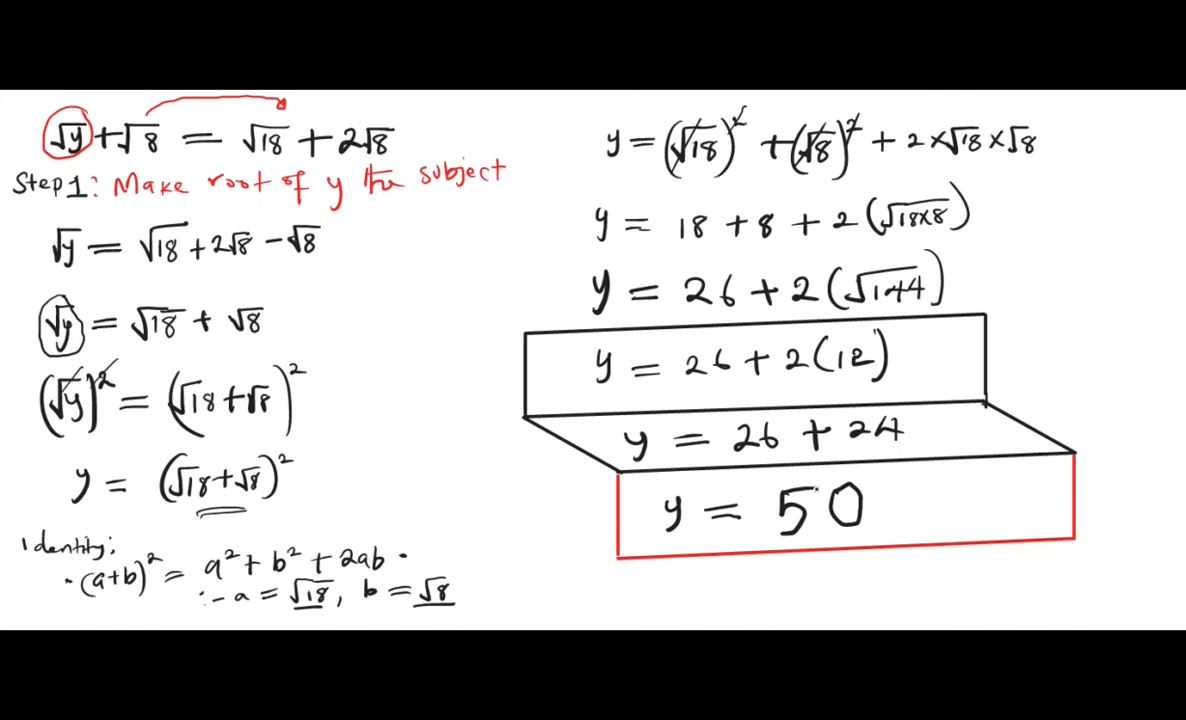 √y + √8 = √18 + 2√8
Step 1: Make root of y the subject
√y = √18 + 2√8 - √8
√y = √18 + √8
(√y)² = (√18+√8)²
y = (√18+√8)²
Identity:
·(a+b)² = a² + b² + 2ab ·
:- a = √18, b = √8
y = (√18)² + (√8)² + 2×√18×√8
y = 18 + 8 + 2(√18×8)
y = 26 + 2(√144)
y = 26 + 2(12)
y = 26 + 24
y = 50